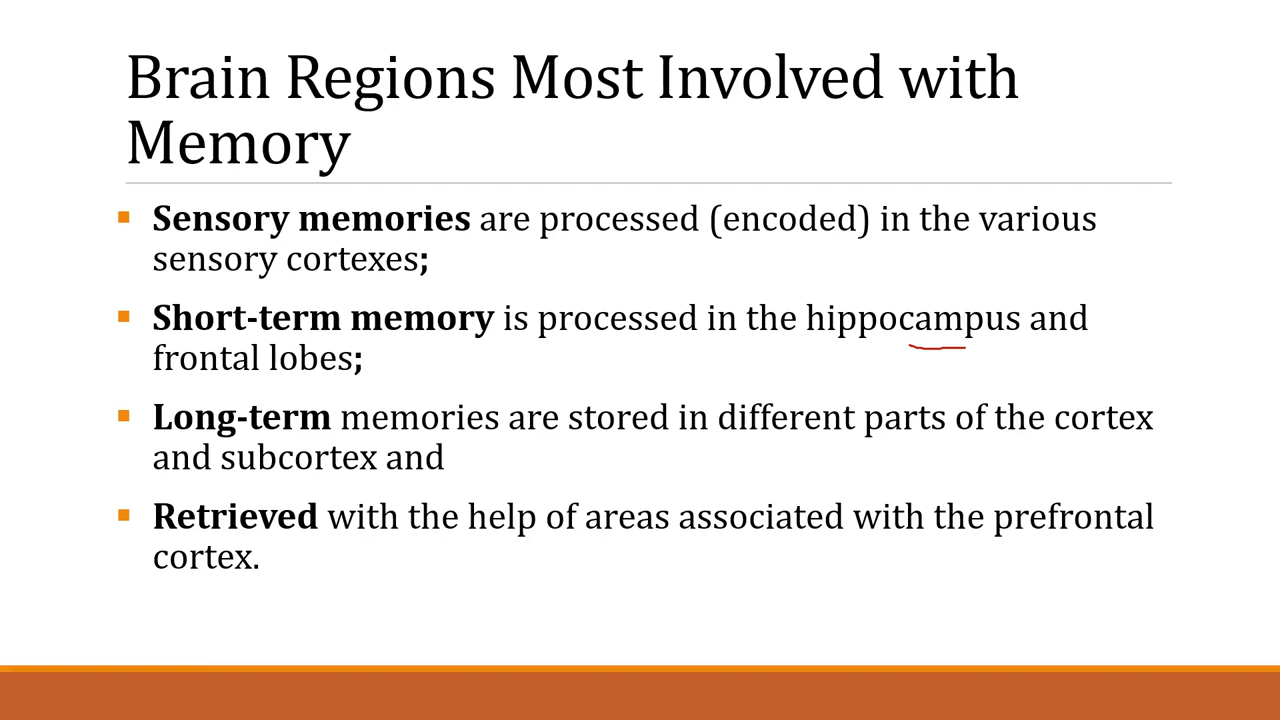 Brain Regions Most Involved with
Memory
Sensory memories are processed (encoded) in the various
sensory cortexes;
Short-term memory is processed in the hippocampus and
frontal lobes;
Long-term memories are stored in different parts of the cortex
and subcortex and
Retrieved with the help of areas associated with the prefrontal
cortex.